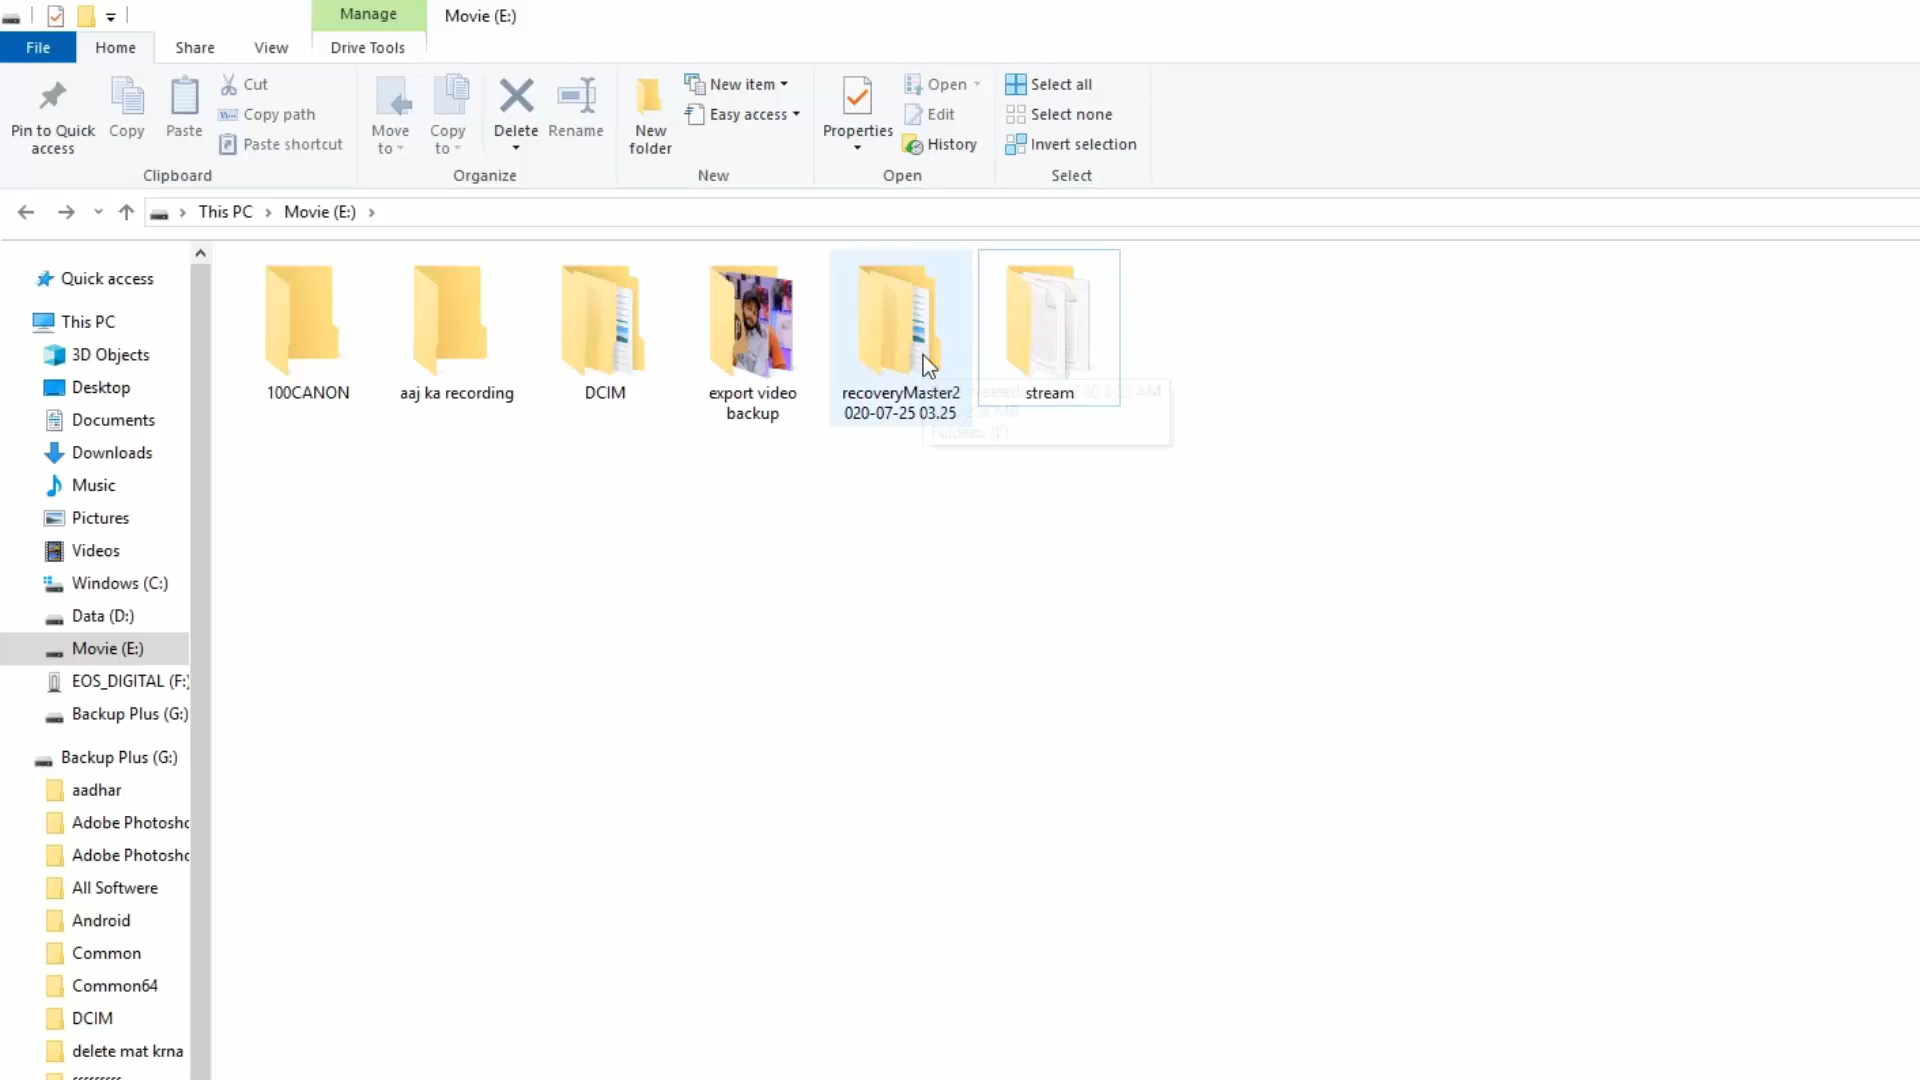 Manage
Movie (E:)
File
Home
Share
View
Drive Tools
Pin to Quick
access
Copy
Paste
Cut
Copy path
Paste shortcut
Clipboard
Move
to
Copy
to
Delete
Rename
Organize
New
folder
New item
Easy access
New
Properties
Open
Edit
History
Open
Select all
Select none
Invert selection
Select
This PC
Movie (E:)
Quick access
This PC
3D Objects
Desktop
Documents
Downloads
Music
Pictures
Videos
Windows (C:)
Data (D:)
Movie (E:)
EOS_DIGITAL (F:)
Backup Plus (G:)
Backup Plus (G:)
aadhar
Adobe Photosho
Adobe Photosho
All Softwere
Android
Common
Common64
DCIM
delete mat krna
100CANON
aaj ka recording
DCIM
export video
backup
recoveryMaster2
020-07-25 03.25
stream